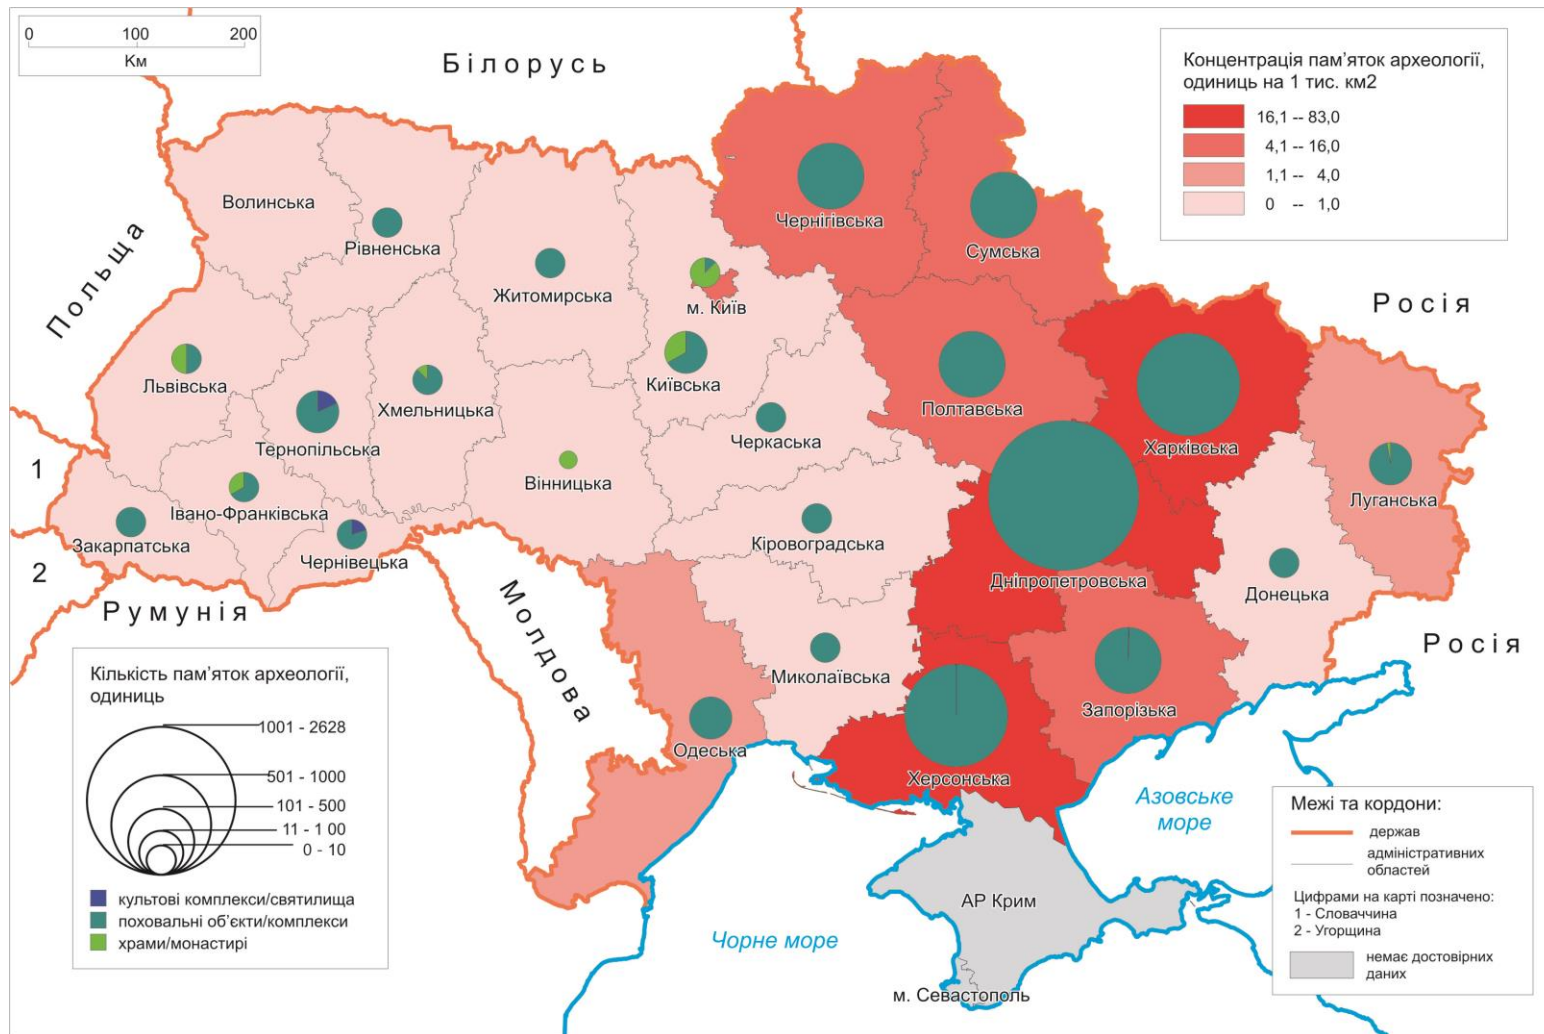 0 100 200
Км
Білорусь
Польща
Росія
Росія
Румунія
Молдова
1
2
Концентрація пам’яток археології,
одиниць на 1 тис. км2
16,1 -- 83,0
4,1 -- 16,0
1,1 -- 4,0
0 -- 1,0
Волинська
Рівненська
Житомирська
Чернігівська
Сумська
м. Київ
Київська
Львівська
Тернопільська
Хмельницька
Вінницька
Черкаська
Полтавська
Харківська
Луганська
Івано-Франківська
Закарпатська
Чернівецька
Кіровоградська
Дніпропетровська
Донецька
Миколаївська
Запорізька
Одеська
Херсонська
АР Крим
м. Севастополь
Азовське
море
Чорне море
Кількість пам’яток археології,
одиниць
1001 - 2628
501 - 1000
101 - 500
11 - 1 00
0 - 10
культові комплекси/святилища
поховальні об’єкти/комплекси
храми/монастирі
Межі та кордони:
держав
адміністративних
областей
Цифрами на карті позначено:
1 - Словаччина
2 - Угорщина
немає достовірних
даних